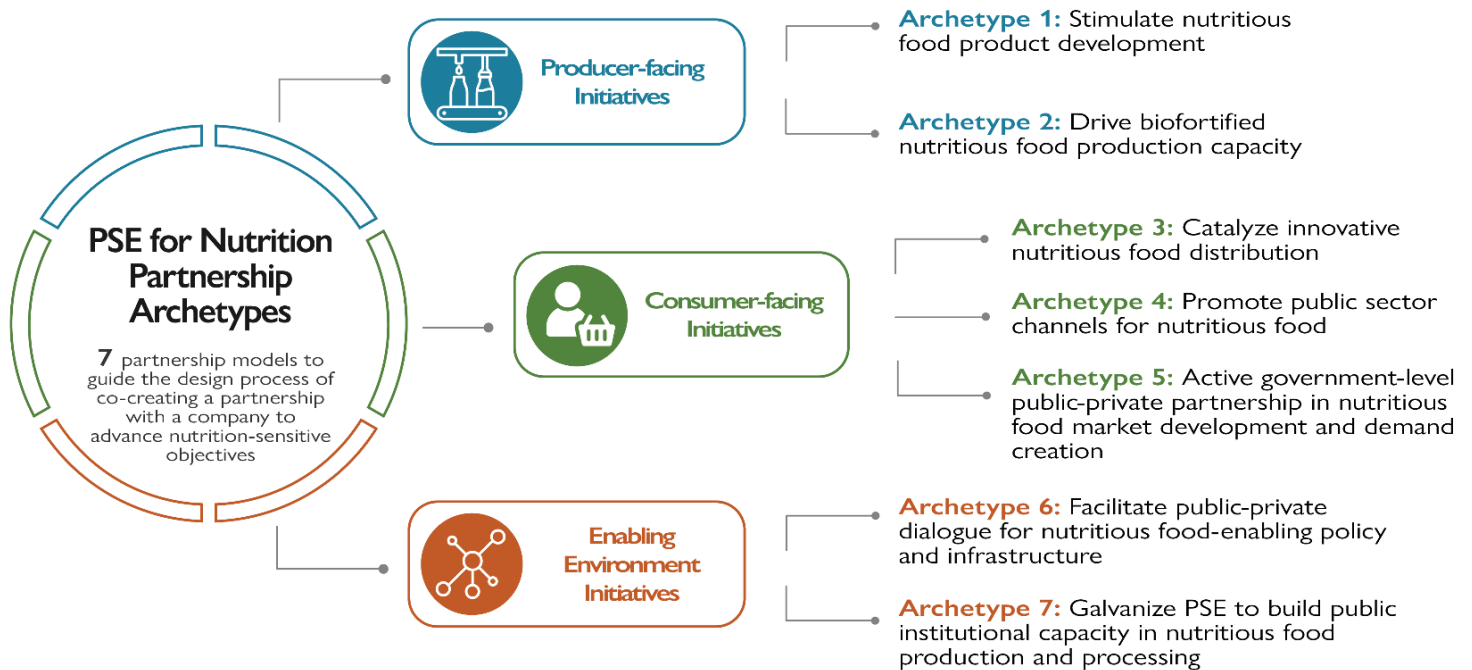 PSE for Nutrition
Partnership
Archetypes
7 partnership models to
guide the design process of
co-creating a partnership
with a company to
advance nutrition-sensitive
objectives
Producer-facing
Initiatives
Archetype 1: Stimulate nutritious
food product development
Archetype 2: Drive biofortified
nutritious food production capacity
Consumer-facing
Initiatives
Archetype 3: Catalyze innovative
nutritious food distribution
Archetype 4: Promote public sector
channels for nutritious food
Archetype 5: Active government-level
public-private partnership in nutritious
food market development and demand
creation
Enabling
Environment
Initiatives
Archetype 6: Facilitate public-private
dialogue for nutritious food-enabling policy
and infrastructure
Archetype 7: Galvanize PSE to build public
institutional capacity in nutritious food
production and processing